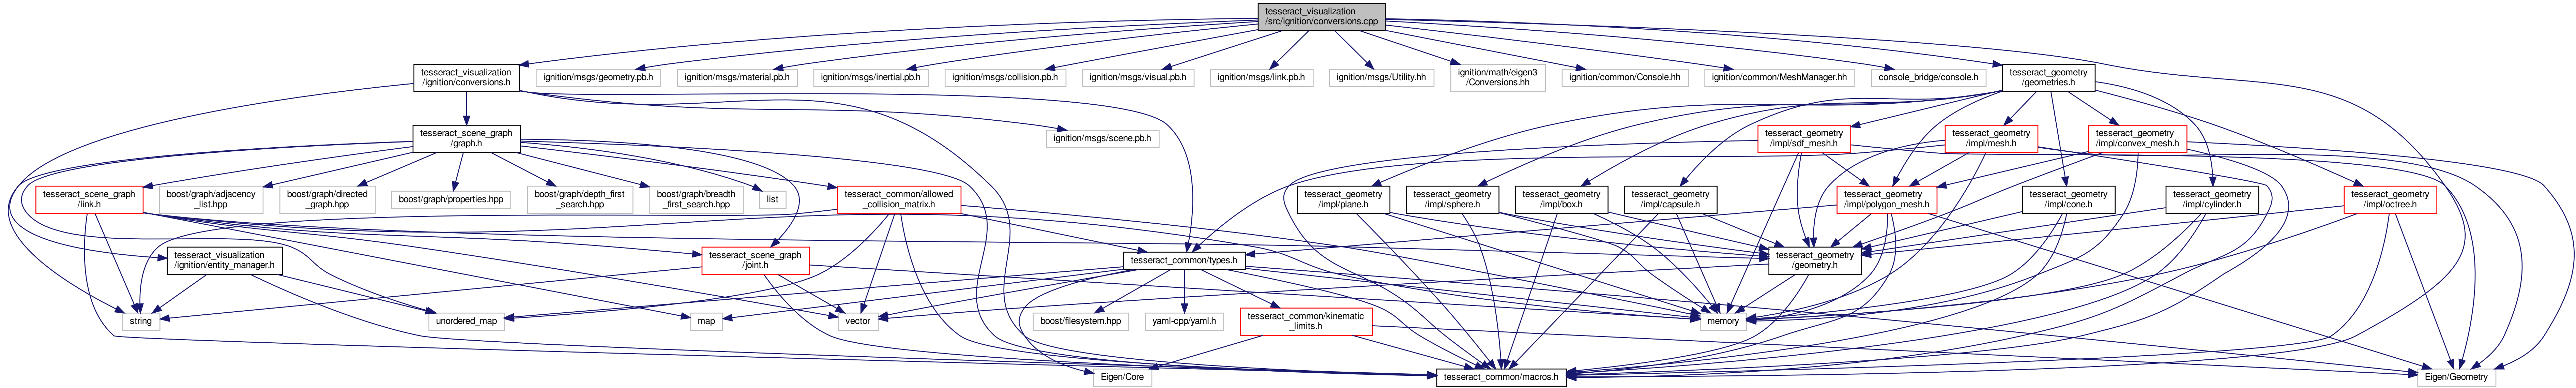 tesseract_visualization
/src/ignition/conversions.cpp
tesseract_visualization
/ignition/conversions.h
ignition/msgs/geometry.pb.h
ignition/msgs/material.pb.h
ignition/msgs/inertial.pb.h
ignition/msgs/collision.pb.h
ignition/msgs/visual.pb.h
ignition/msgs/link.pb.h
ignition/msgs/Utility.hh
ignition/math/eigen3
/Conversions.hh
ignition/common/Console.hh
ignition/common/MeshManager.hh
console_bridge/console.h
tesseract_geometry
/geometries.h
tesseract_scene_graph
/graph.h
ignition/msgs/scene.pb.h
tesseract_geometry
/impl/sdf_mesh.h
tesseract_geometry
/impl/mesh.h
tesseract_geometry
/impl/convex_mesh.h
tesseract_scene_graph
/link.h
boost/graph/adjacency
_list.hpp
boost/graph/directed
_graph.hpp
boost/graph/properties.hpp
boost/graph/depth_first
_search.hpp
boost/graph/breadth
_first_search.hpp
list
tesseract_common/allowed
_collision_matrix.h
tesseract_geometry
/impl/plane.h
tesseract_geometry
/impl/sphere.h
tesseract_geometry
/impl/box.h
tesseract_geometry
/impl/capsule.h
tesseract_geometry
/impl/polygon_mesh.h
tesseract_geometry
/impl/cone.h
tesseract_geometry
/impl/cylinder.h
tesseract_geometry
/impl/octree.h
tesseract_visualization
/ignition/entity_manager.h
tesseract_scene_graph
/joint.h
tesseract_common/types.h
tesseract_geometry
/geometry.h
string
unordered_map
map
vector
boost/filesystem.hpp
yaml-cpp/yaml.h
tesseract_common/kinematic
_limits.h
memory
Eigen/Core
tesseract_common/macros.h
Eigen/Geometry